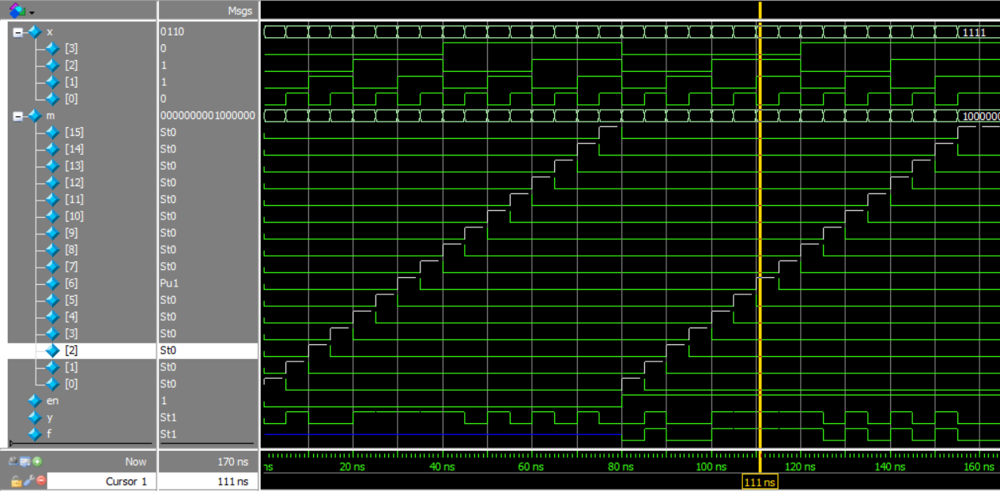 Msgs
x 0110 1111
[3] 0
[2] 1
[1] 1
[0] 0
m 0000000001000000 1000000
[15] St0
[14] St0
[13] St0
[12] St0
[11] St0
[10] St0
[9] St0
[8] St0
[7] St0
[6] Pu1
[5] St0
[4] St0
[3] St0
[2] St0
[1] St0
[0] St0
en 1
y St1
f St1
Now 170 ns ns 20 ns 40 ns 60 ns 80 ns 100 ns 120 ns 140 ns 160 ns
Cursor 1 111 ns 111 ns